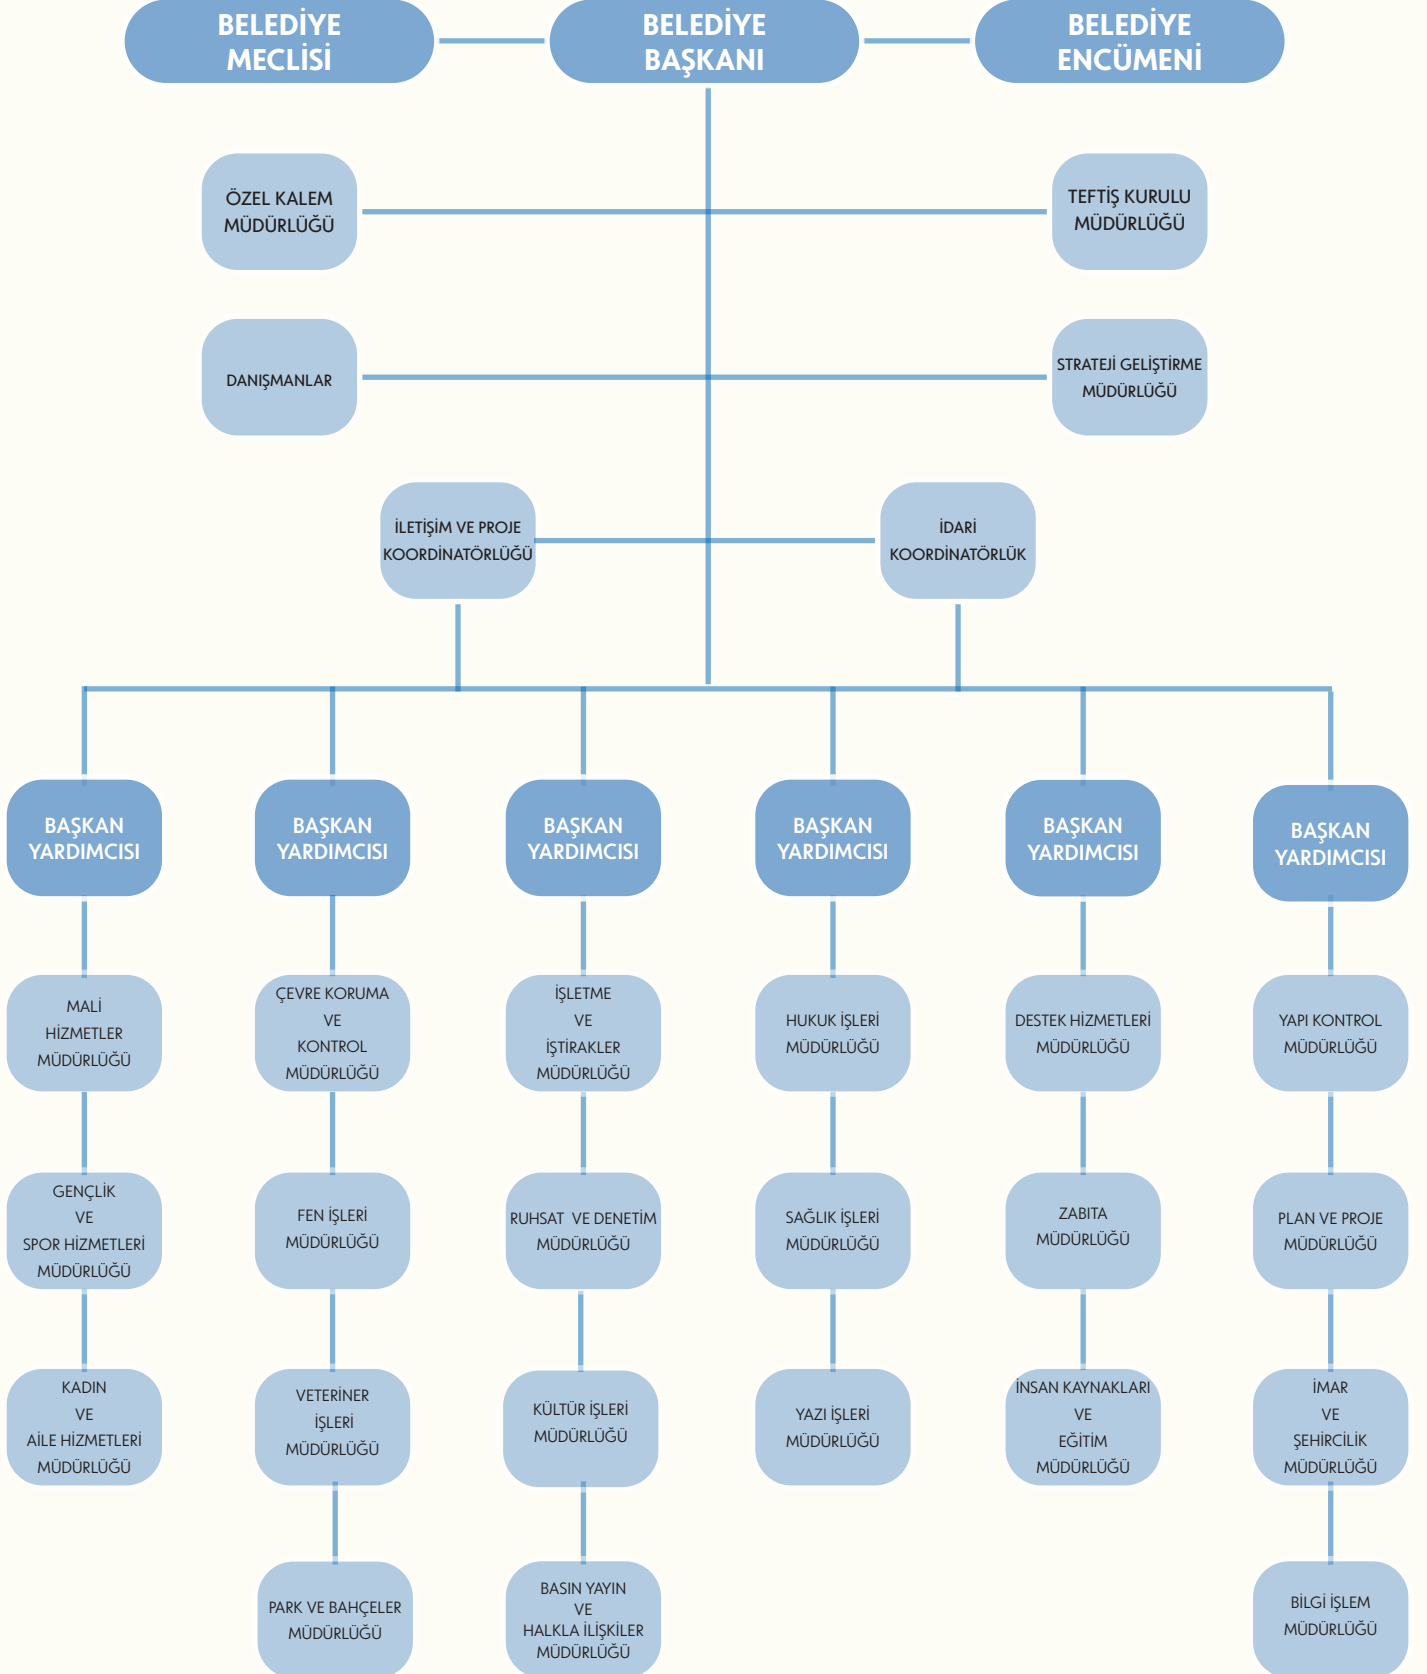 BELEDİYE
MECLİSİ
BELEDİYE
BAŞKANI
BELEDİYE
ENCÜMENİ
ÖZEL KALEM
MÜDÜRLÜĞÜ
TEFTİŞ KURULU
MÜDÜRLÜĞÜ
DANIŞMANLAR
STRATEJİ GELİŞTİRME
MÜDÜRLÜĞÜ
İLETİŞİM VE PROJE
KOORDİNATÖRLÜĞÜ
İDARİ
KOORDİNATÖRLÜK
BAŞKAN
YARDIMCISI
BAŞKAN
YARDIMCISI
BAŞKAN
YARDIMCISI
BAŞKAN
YARDIMCISI
BAŞKAN
YARDIMCISI
BAŞKAN
YARDIMCISI
MALİ
HİZMETLER
MÜDÜRLÜĞÜ
ÇEVRE KORUMA
VE
KONTROL
MÜDÜRLÜĞÜ
İŞLETME
VE
İŞTİRAKLER
MÜDÜRLÜĞÜ
HUKUK İŞLERİ
MÜDÜRLÜĞÜ
DESTEK HİZMETLERİ
MÜDÜRLÜĞÜ
YAPI KONTROL
MÜDÜRLÜĞÜ
GENÇLİK
VE
SPOR HİZMETLERİ
MÜDÜRLÜĞÜ
FEN İŞLERİ
MÜDÜRLÜĞÜ
RUHSAT VE DENETİM
MÜDÜRLÜĞÜ
SAĞLIK İŞLERİ
MÜDÜRLÜĞÜ
ZABITA
MÜDÜRLÜĞÜ
PLAN VE PROJE
MÜDÜRLÜĞÜ
KADIN
VE
AİLE HİZMETLERİ
MÜDÜRLÜĞÜ
VETERİNER
İŞLERİ
MÜDÜRLÜĞÜ
KÜLTÜR İŞLERİ
MÜDÜRLÜĞÜ
YAZI İŞLERİ
MÜDÜRLÜĞÜ
İNSAN KAYNAKLARI
VE
EĞİTİM
MÜDÜRLÜĞÜ
İMAR
VE
ŞEHİRCİLİK
MÜDÜRLÜĞÜ
PARK VE BAHÇELER
MÜDÜRLÜĞÜ
BASIN YAYIN
VE
HALKLA İLİŞKİLER
MÜDÜRLÜĞÜ
BİLGİ İŞLEM
MÜDÜRLÜĞÜ